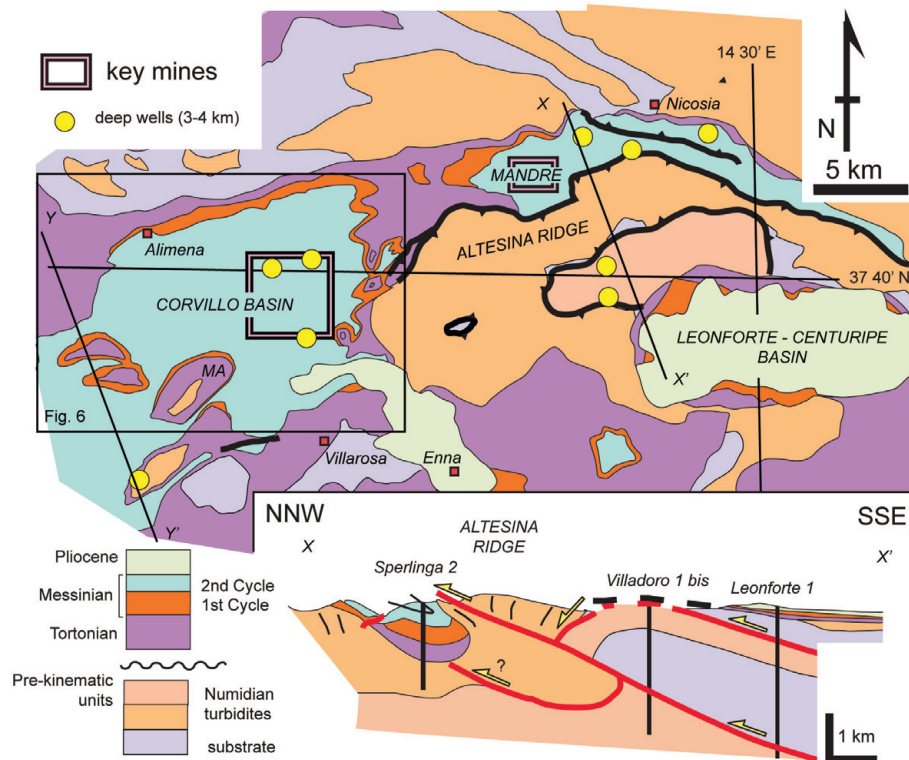 key mines
deep wells (3-4 km)
14 30' E
N
5 km
X
Nicosia
MANDRE
Y
Alimena
ALTESINA RIDGE
37 40' N
CORVILLO BASIN
LEONFORTE - CENTURIPE
BASIN
MA
X'
Fig. 6
Villarosa
Enna
Y'
NNW
ALTESINA
RIDGE
SSE
X
X'
Sperlinga 2
Villadoro 1 bis
Leonforte 1
?
1 km
Pliocene
Messinian
2nd Cycle
1st Cycle
Tortonian
Pre-kinematic
units
Numidian
turbidites
substrate